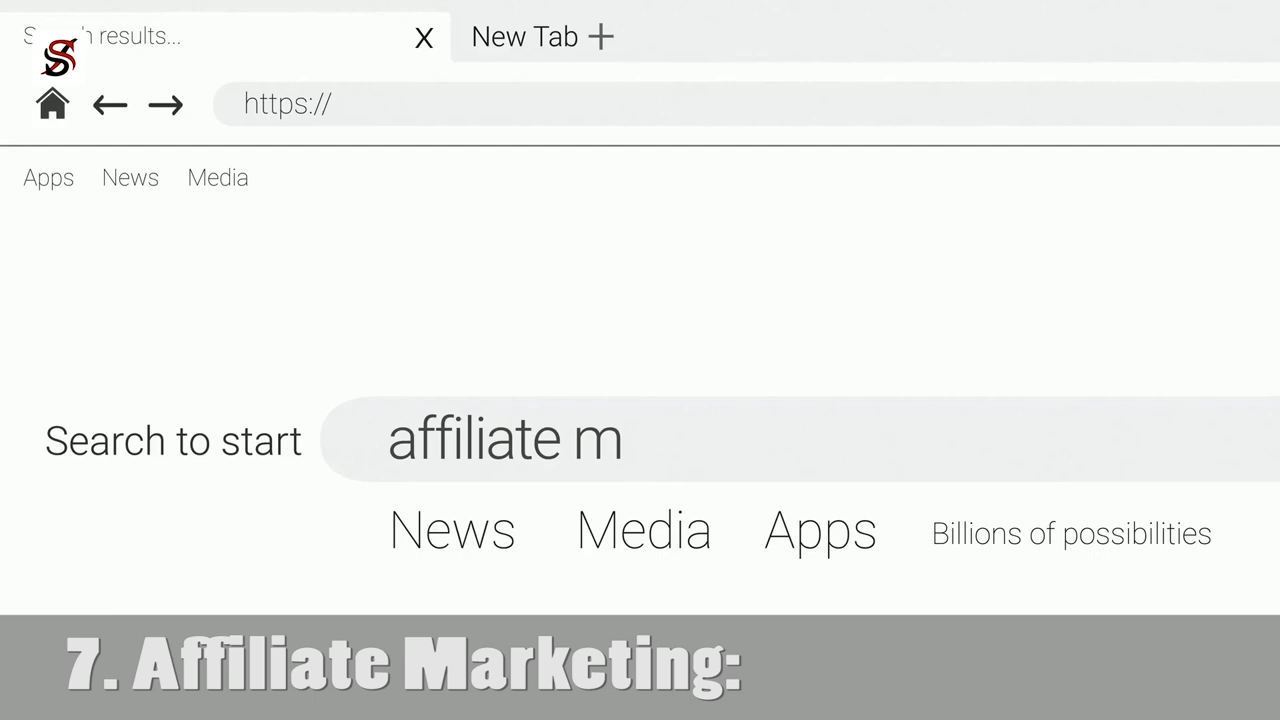 results...
X
New Tab +
https://
Apps News Media
Search to start
affiliate m
News Media Apps Billions of possibilities
7. Affiliate Marketing: